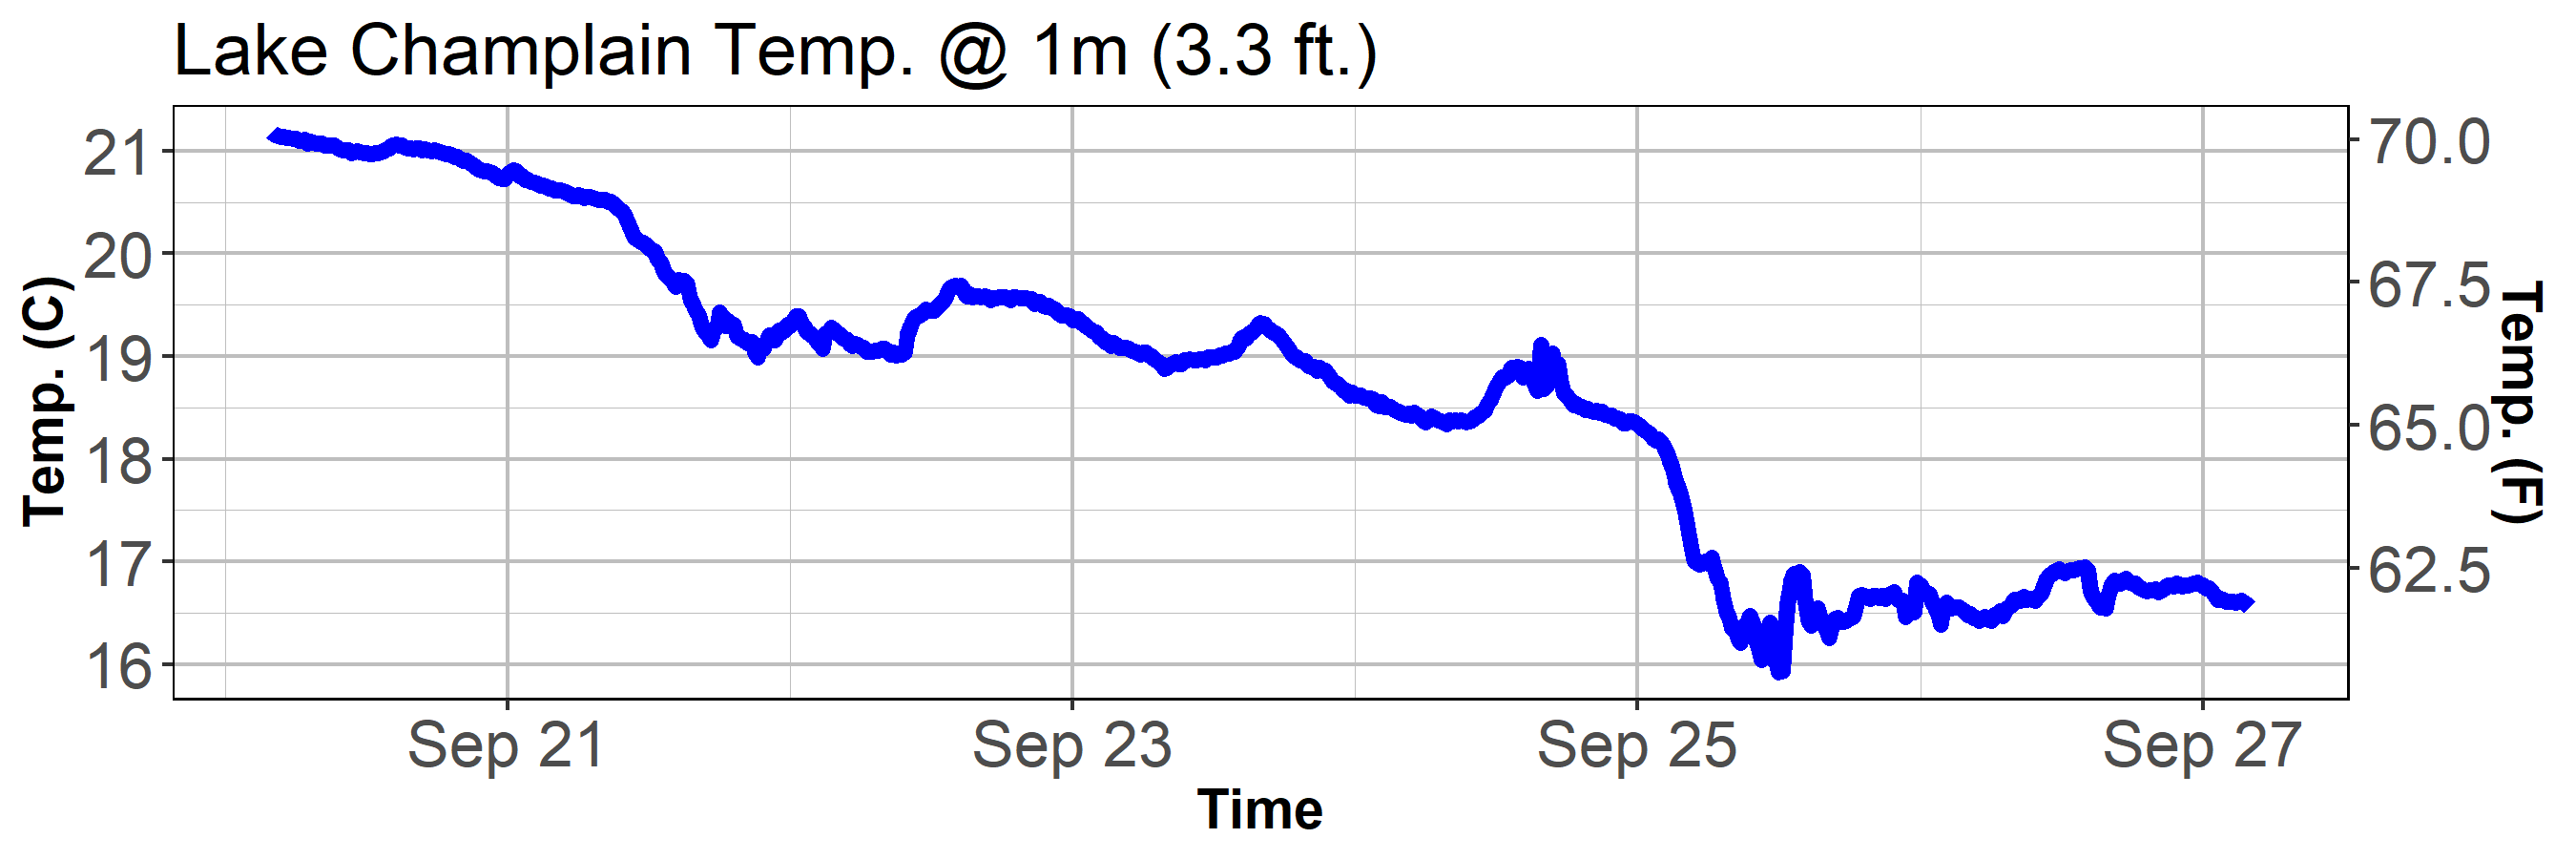 Lake Champlain Temp. @ 1m (3.3 ft.)
Temp. (C)
21
20
19
18
17
16
70.0
67.5
65.0
62.5
Temp. (F)
Sep 21
Sep 23
Sep 25
Sep 27
Time